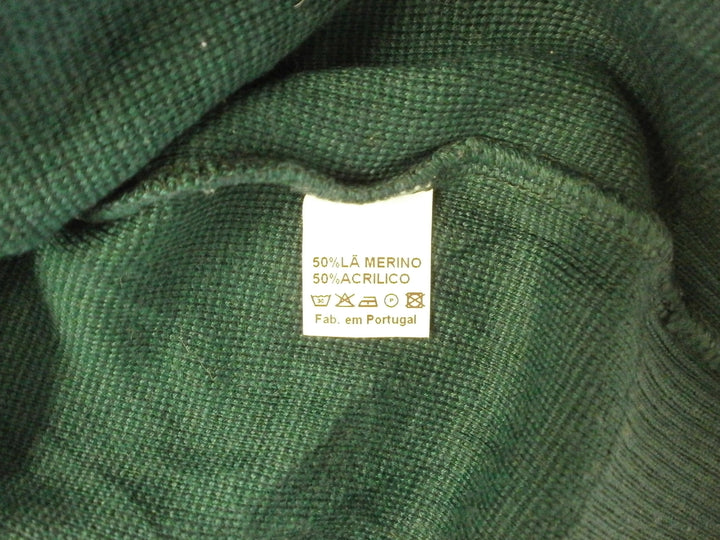 50%LÃ MERINO
50%ACRILICO
Fab. em Portugal